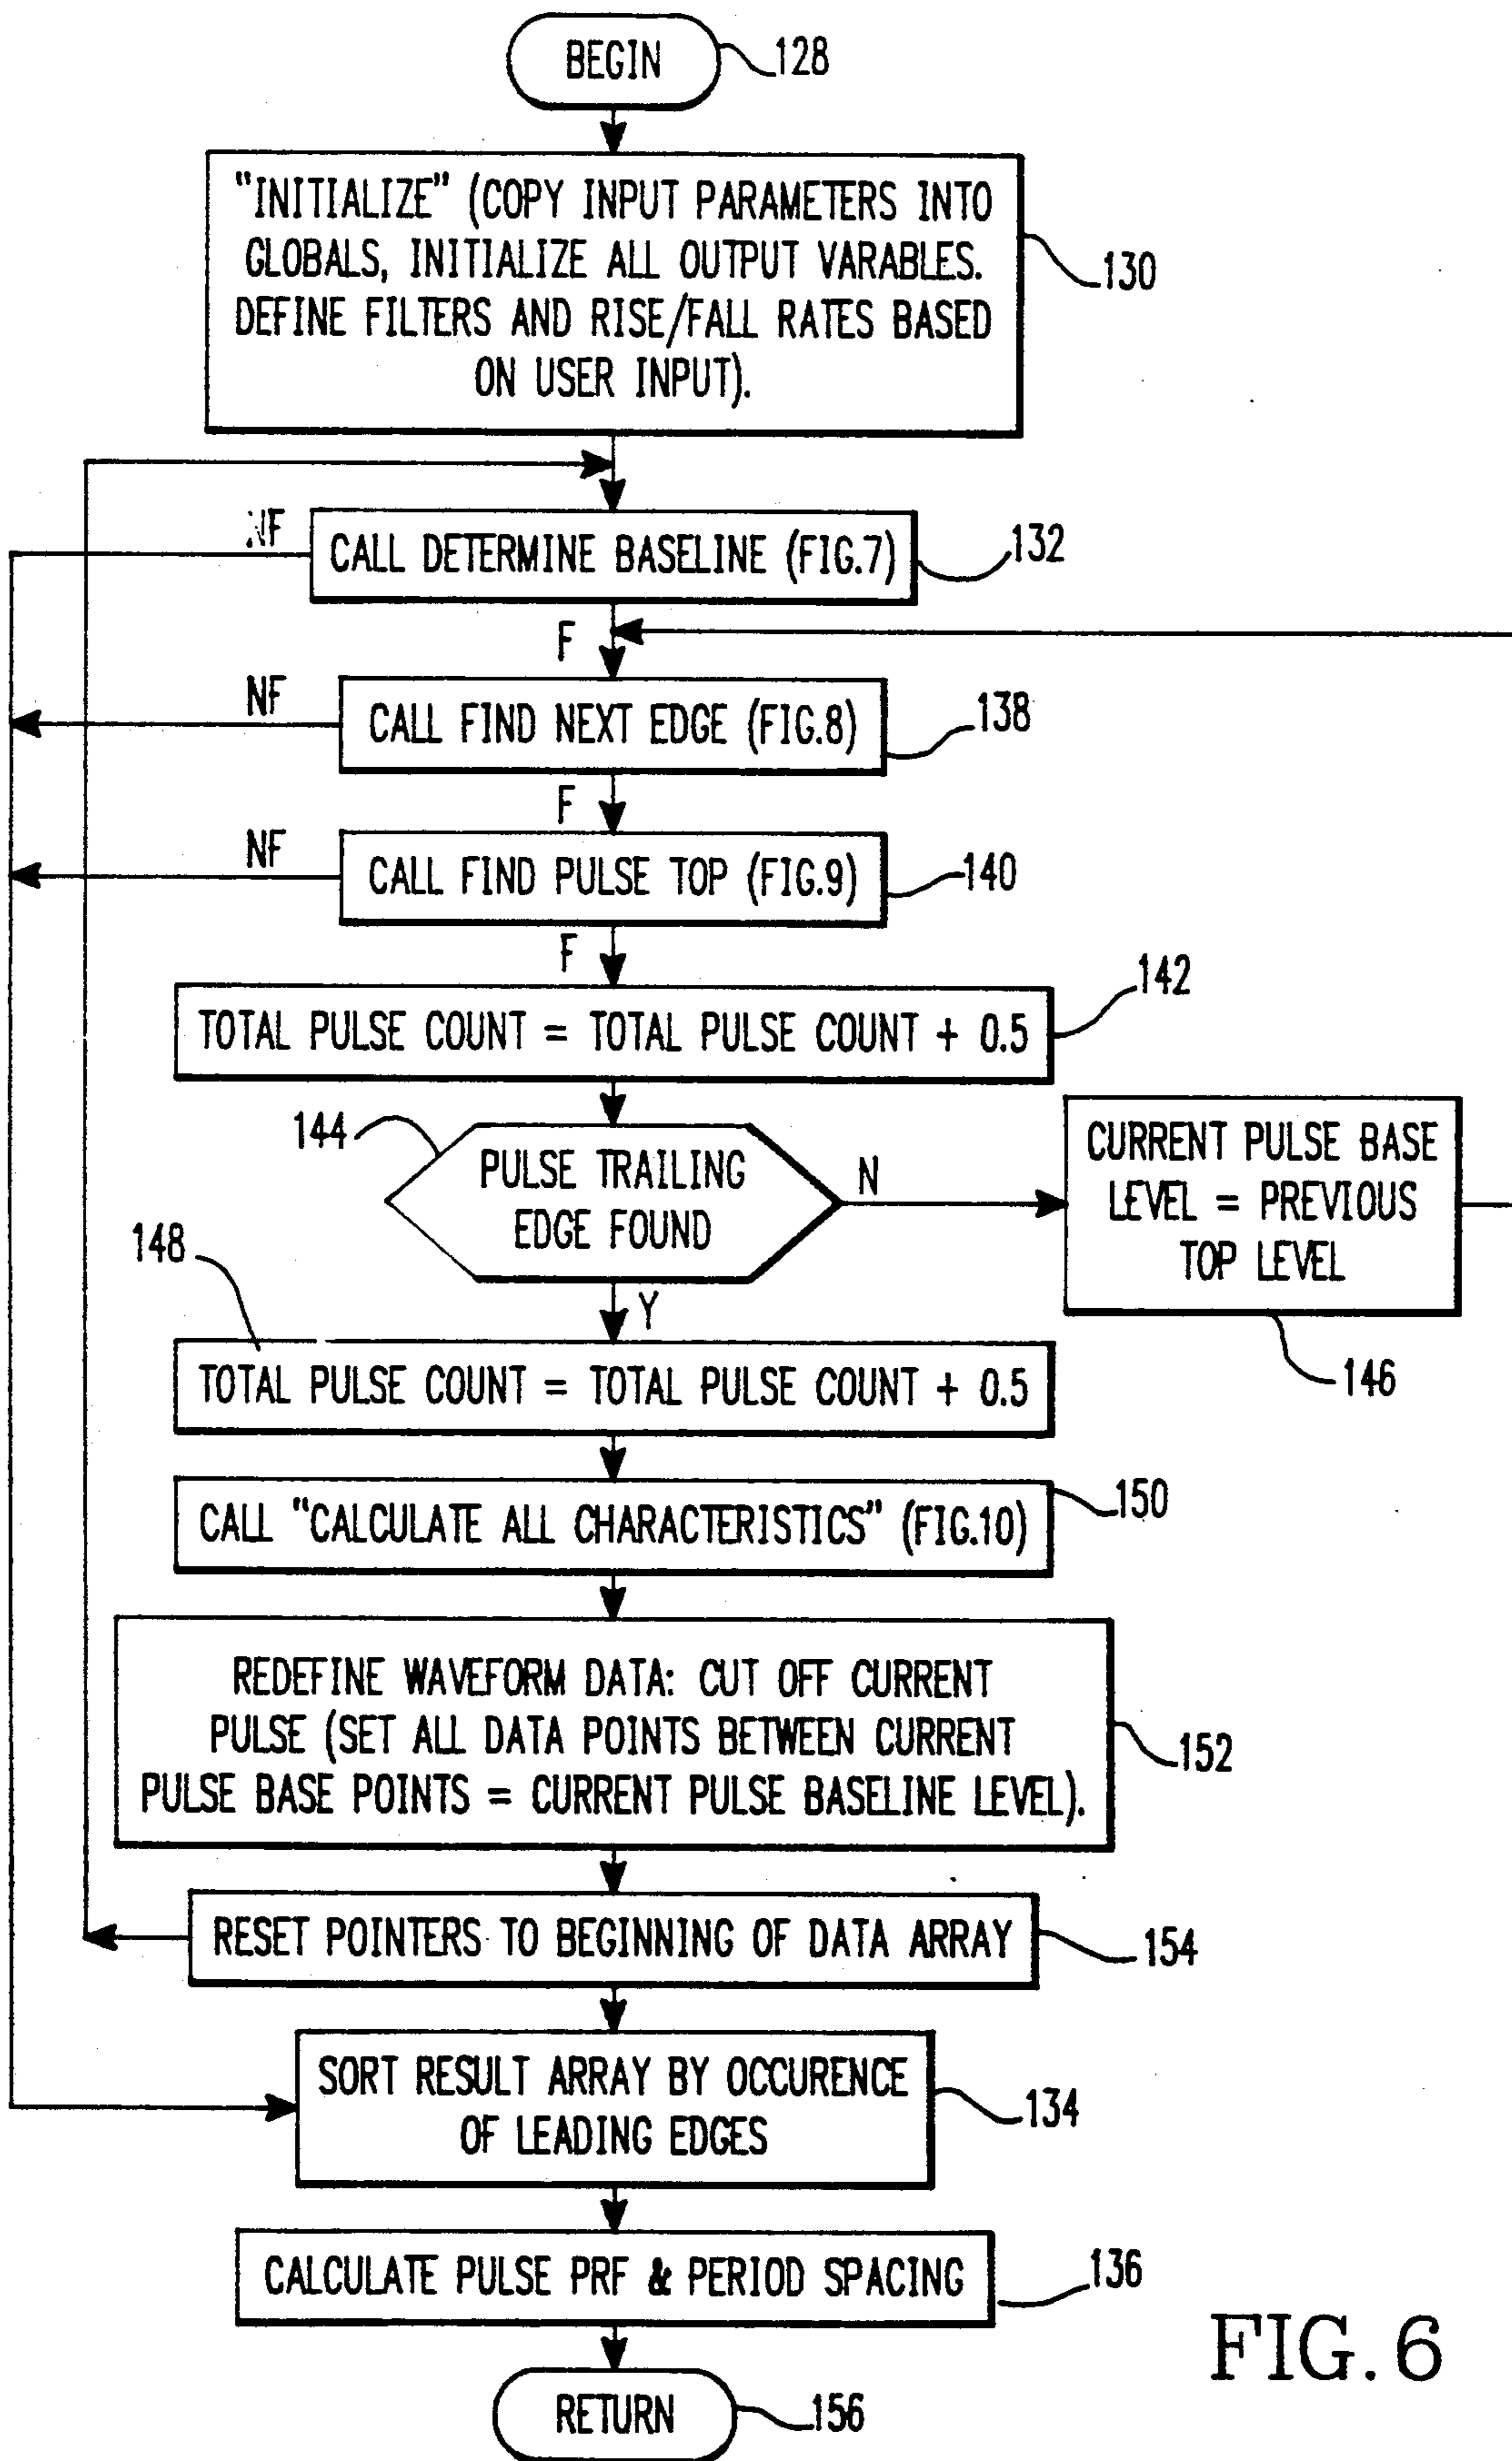 BEGIN
128
"INITIALIZE" (COPY INPUT PARAMETERS INTO
GLOBALS, INITIALIZE ALL OUTPUT VARABLES.
DEFINE FILTERS AND RISE/FALL RATES BASED
ON USER INPUT).
130
NF
CALL DETERMINE BASELINE (FIG.7)
132
F
NF
CALL FIND NEXT EDGE (FIG.8)
138
F
NF
CALL FIND PULSE TOP (FIG.9)
140
F
142
TOTAL PULSE COUNT = TOTAL PULSE COUNT + 0.5
144
PULSE TRAILING
EDGE FOUND
N
CURRENT PULSE BASE
LEVEL = PREVIOUS
TOP LEVEL
146
Y
148
TOTAL PULSE COUNT = TOTAL PULSE COUNT + 0.5
CALL "CALCULATE ALL CHARACTERISTICS" (FIG.10)
150
REDEFINE WAVEFORM DATA: CUT OFF CURRENT
PULSE (SET ALL DATA POINTS BETWEEN CURRENT
PULSE BASE POINTS = CURRENT PULSE BASELINE LEVEL).
152
RESET POINTERS TO BEGINNING OF DATA ARRAY
154
SORT RESULT ARRAY BY OCCURENCE
OF LEADING EDGES
134
CALCULATE PULSE PRF & PERIOD SPACING
136
RETURN
156
FIG. 6